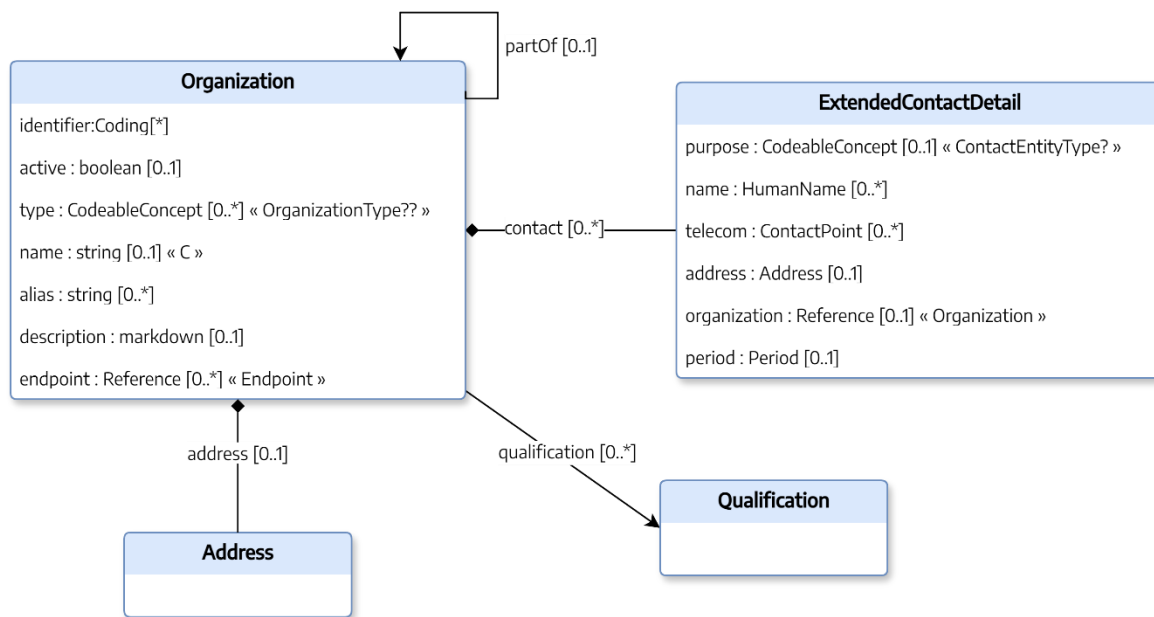 partOf [0..1]
Organization
identifier:Coding[*]
active : boolean [0..1]
type : CodeableConcept [0..*] « OrganizationType?? »
name : string [0..1] « C »
alias : string [0..*]
description : markdown [0..1]
endpoint : Reference [0..*] « Endpoint »
contact [0..*]
ExtendedContactDetail
purpose : CodeableConcept [0..1] « ContactEntityType? »
name : HumanName [0..*]
telecom : ContactPoint [0..*]
address : Address [0..1]
organization : Reference [0..1] « Organization »
period : Period [0..1]
address [0..1]
qualification [0..*]
Qualification
Address